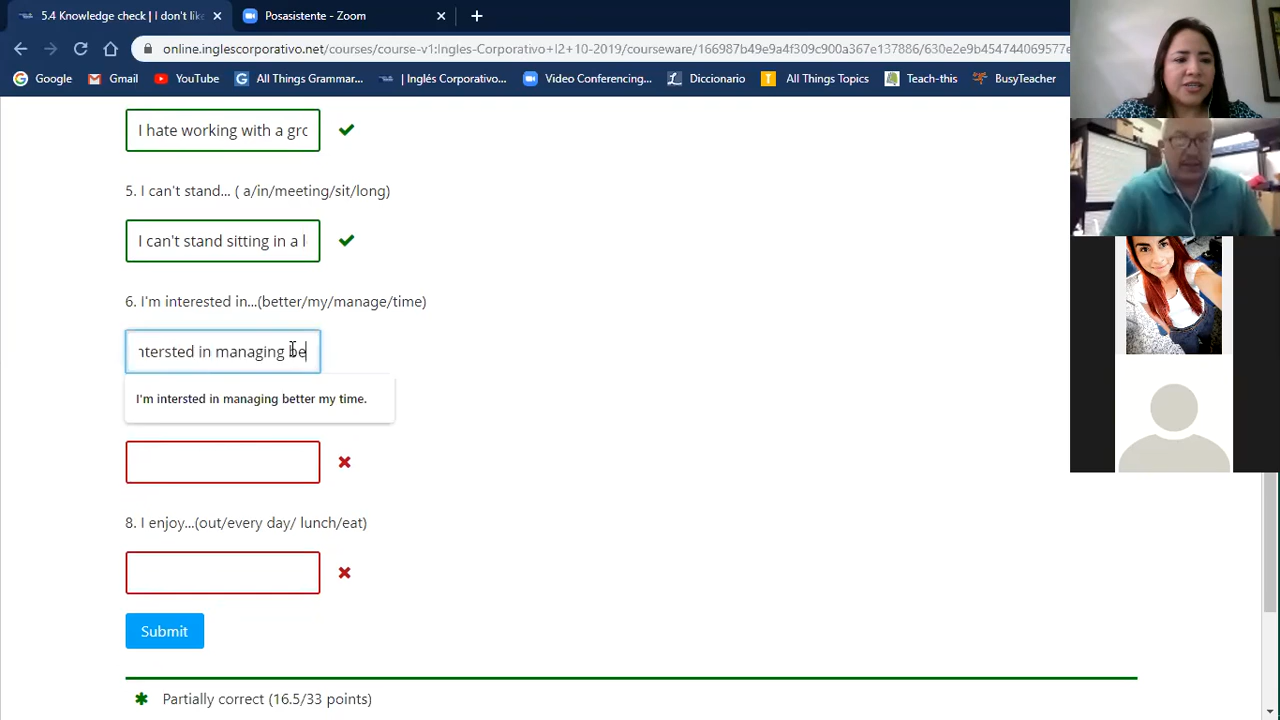 5.4 Knowledge check | I don't like
Posasistente - Zoom
online.inglescorporativo.net/courses/course-v1:Ingles-Corporativo+I2+10-2019/courseware/166987b49e9a4f309c900a367e137886/630e2e9b454744069577e
Google
Gmail
YouTube
All Things Grammar...
| Inglés Corporativo...
Video Conferencing...
Diccionario
All Things Topics
Teach-this
BusyTeacher
I hate working with a gro
5. I can't stand... ( a/in/meeting/sit/long)
I can't stand sitting in a l
6. I'm interested in...(better/my/manage/time)
ntersted in managing be
I'm intersted in managing better my time.
8. I enjoy...(out/every day/ lunch/eat)
Submit
Partially correct (16.5/33 points)